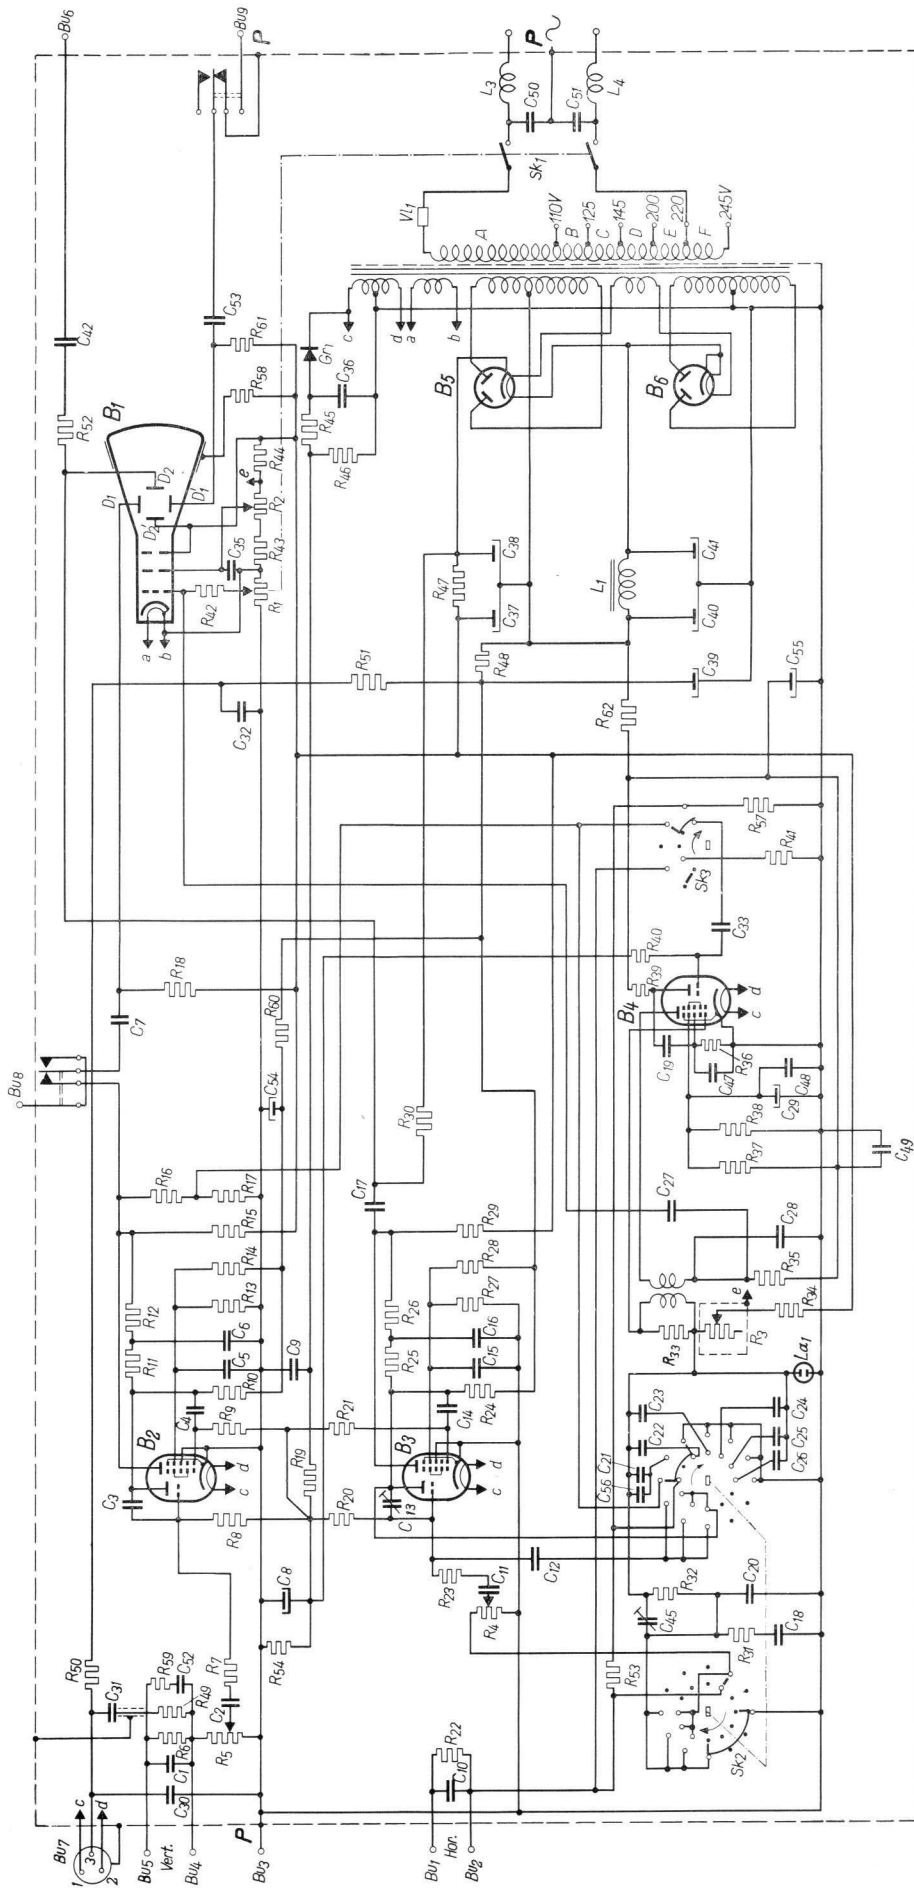 Bu7
1
3
2
c
d
Bu5
Vert.
Bu4
P
Bu3
Bu1
Hor.
Bu2
C30
C1
R6
R49
C31
R59
C52
R5
C2
R7
R50
R54
C8
R22
C10
Bu8
C3
B2
R8
c
d
C4
R9
R10
R11
R12
C5
C6
R13
R14
R15
R16
R17
C9
R19
R20
R21
C7
R18
C54
R60
C13
B3
c
d
R23
C11
R4
C12
C14
R24
R25
R26
C15
C16
R27
R28
R29
C17
R30
R53
Sk2
C45
R31
R32
C18
C20
C56
C21
C22
C23
C24
C25
C26
La1
R33
R3
e
R34
R35
C28
C27
R37
R38
C29
C48
C49
C47
R36
C19
B4
c
d
R39
R40
C33
Sk3
R41
R57
C55
R62
C39
C40
C41
L1
R48
C37
C38
R47
R51
C32
a
b
R42
R1
C35
R43
R2
e
R44
B1
D1
D2
D1'
D2'
R52
C42
Bu6
R58
R61
C53
Bu9
P
R45
R46
C36
Gr1
c
d
a
b
B5
B6
A
B
C
D
E
F
110V
125
145
200
220
245V
VL1
Sk1
C50
C51
L3
L4
P